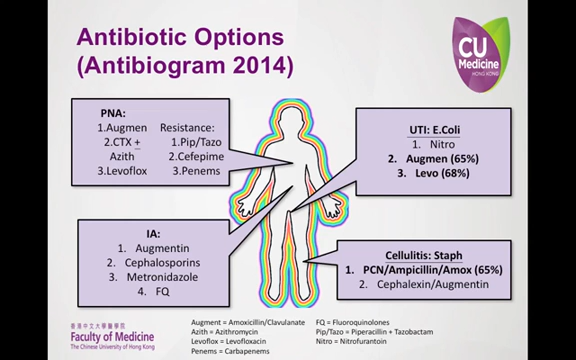 Antibiotic Options
(Antibiogram 2014)
CU
Medicine
HONG KONG
PNA:
1.Augmen
2.CTX +
Azith
3.Levoflox
Resistance:
1.Pip/Tazo
2.Cefepime
3.Penems
UTI: E.Coli
1. Nitro
2. Augmen (65%)
3. Levo (68%)
IA:
1. Augmentin
2. Cephalosporins
3. Metronidazole
4. FQ
Cellulitis: Staph
1. PCN/Ampicillin/Amox (65%)
2. Cephalexin/Augmentin
香港中文大學醫學院
Faculty of Medicine
The Chinese University of Hong Kong
Augment = Amoxicillin/Clavulanate
Azith = Azithromycin
Levoflox = Levofloxacin
Penems = Carbapenems
FQ = Fluoroquinolones
Pip/Tazo = Piperacillin + Tazobactam
Nitro = Nitrofurantoin